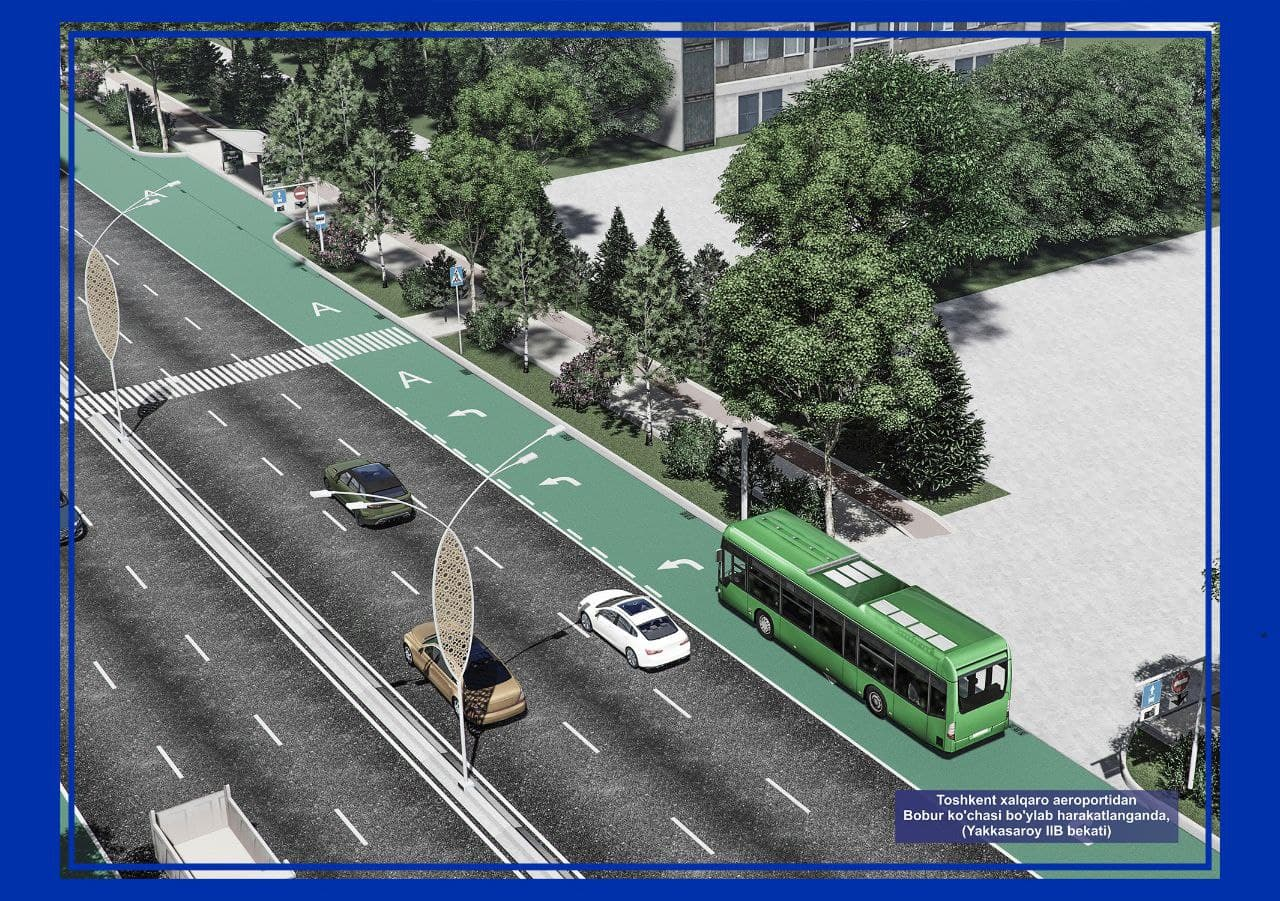 A
A
A
Toshkent xalqaro aeroportidan
Bobur ko'chasi bo'ylab harakatlanganda,
(Yakkasaroy IIB bekati)